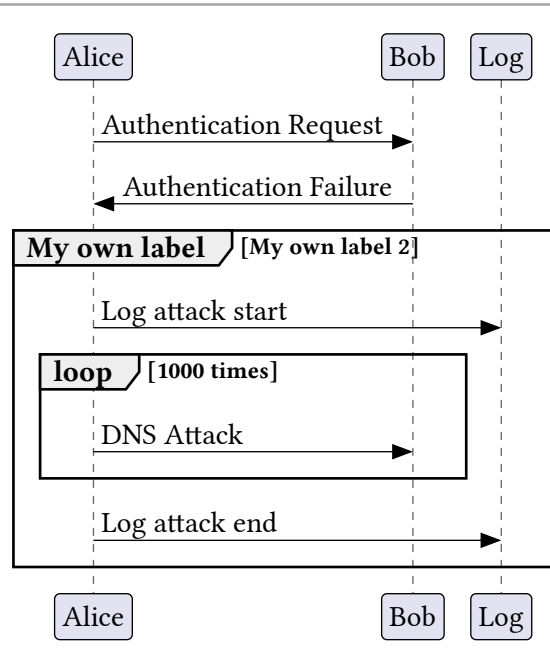 Alice Bob Log
Authentication Request
Authentication Failure
My own label [My own label 2]
Log attack start
loop [1000 times]
DNS Attack
Log attack end
Alice Bob Log